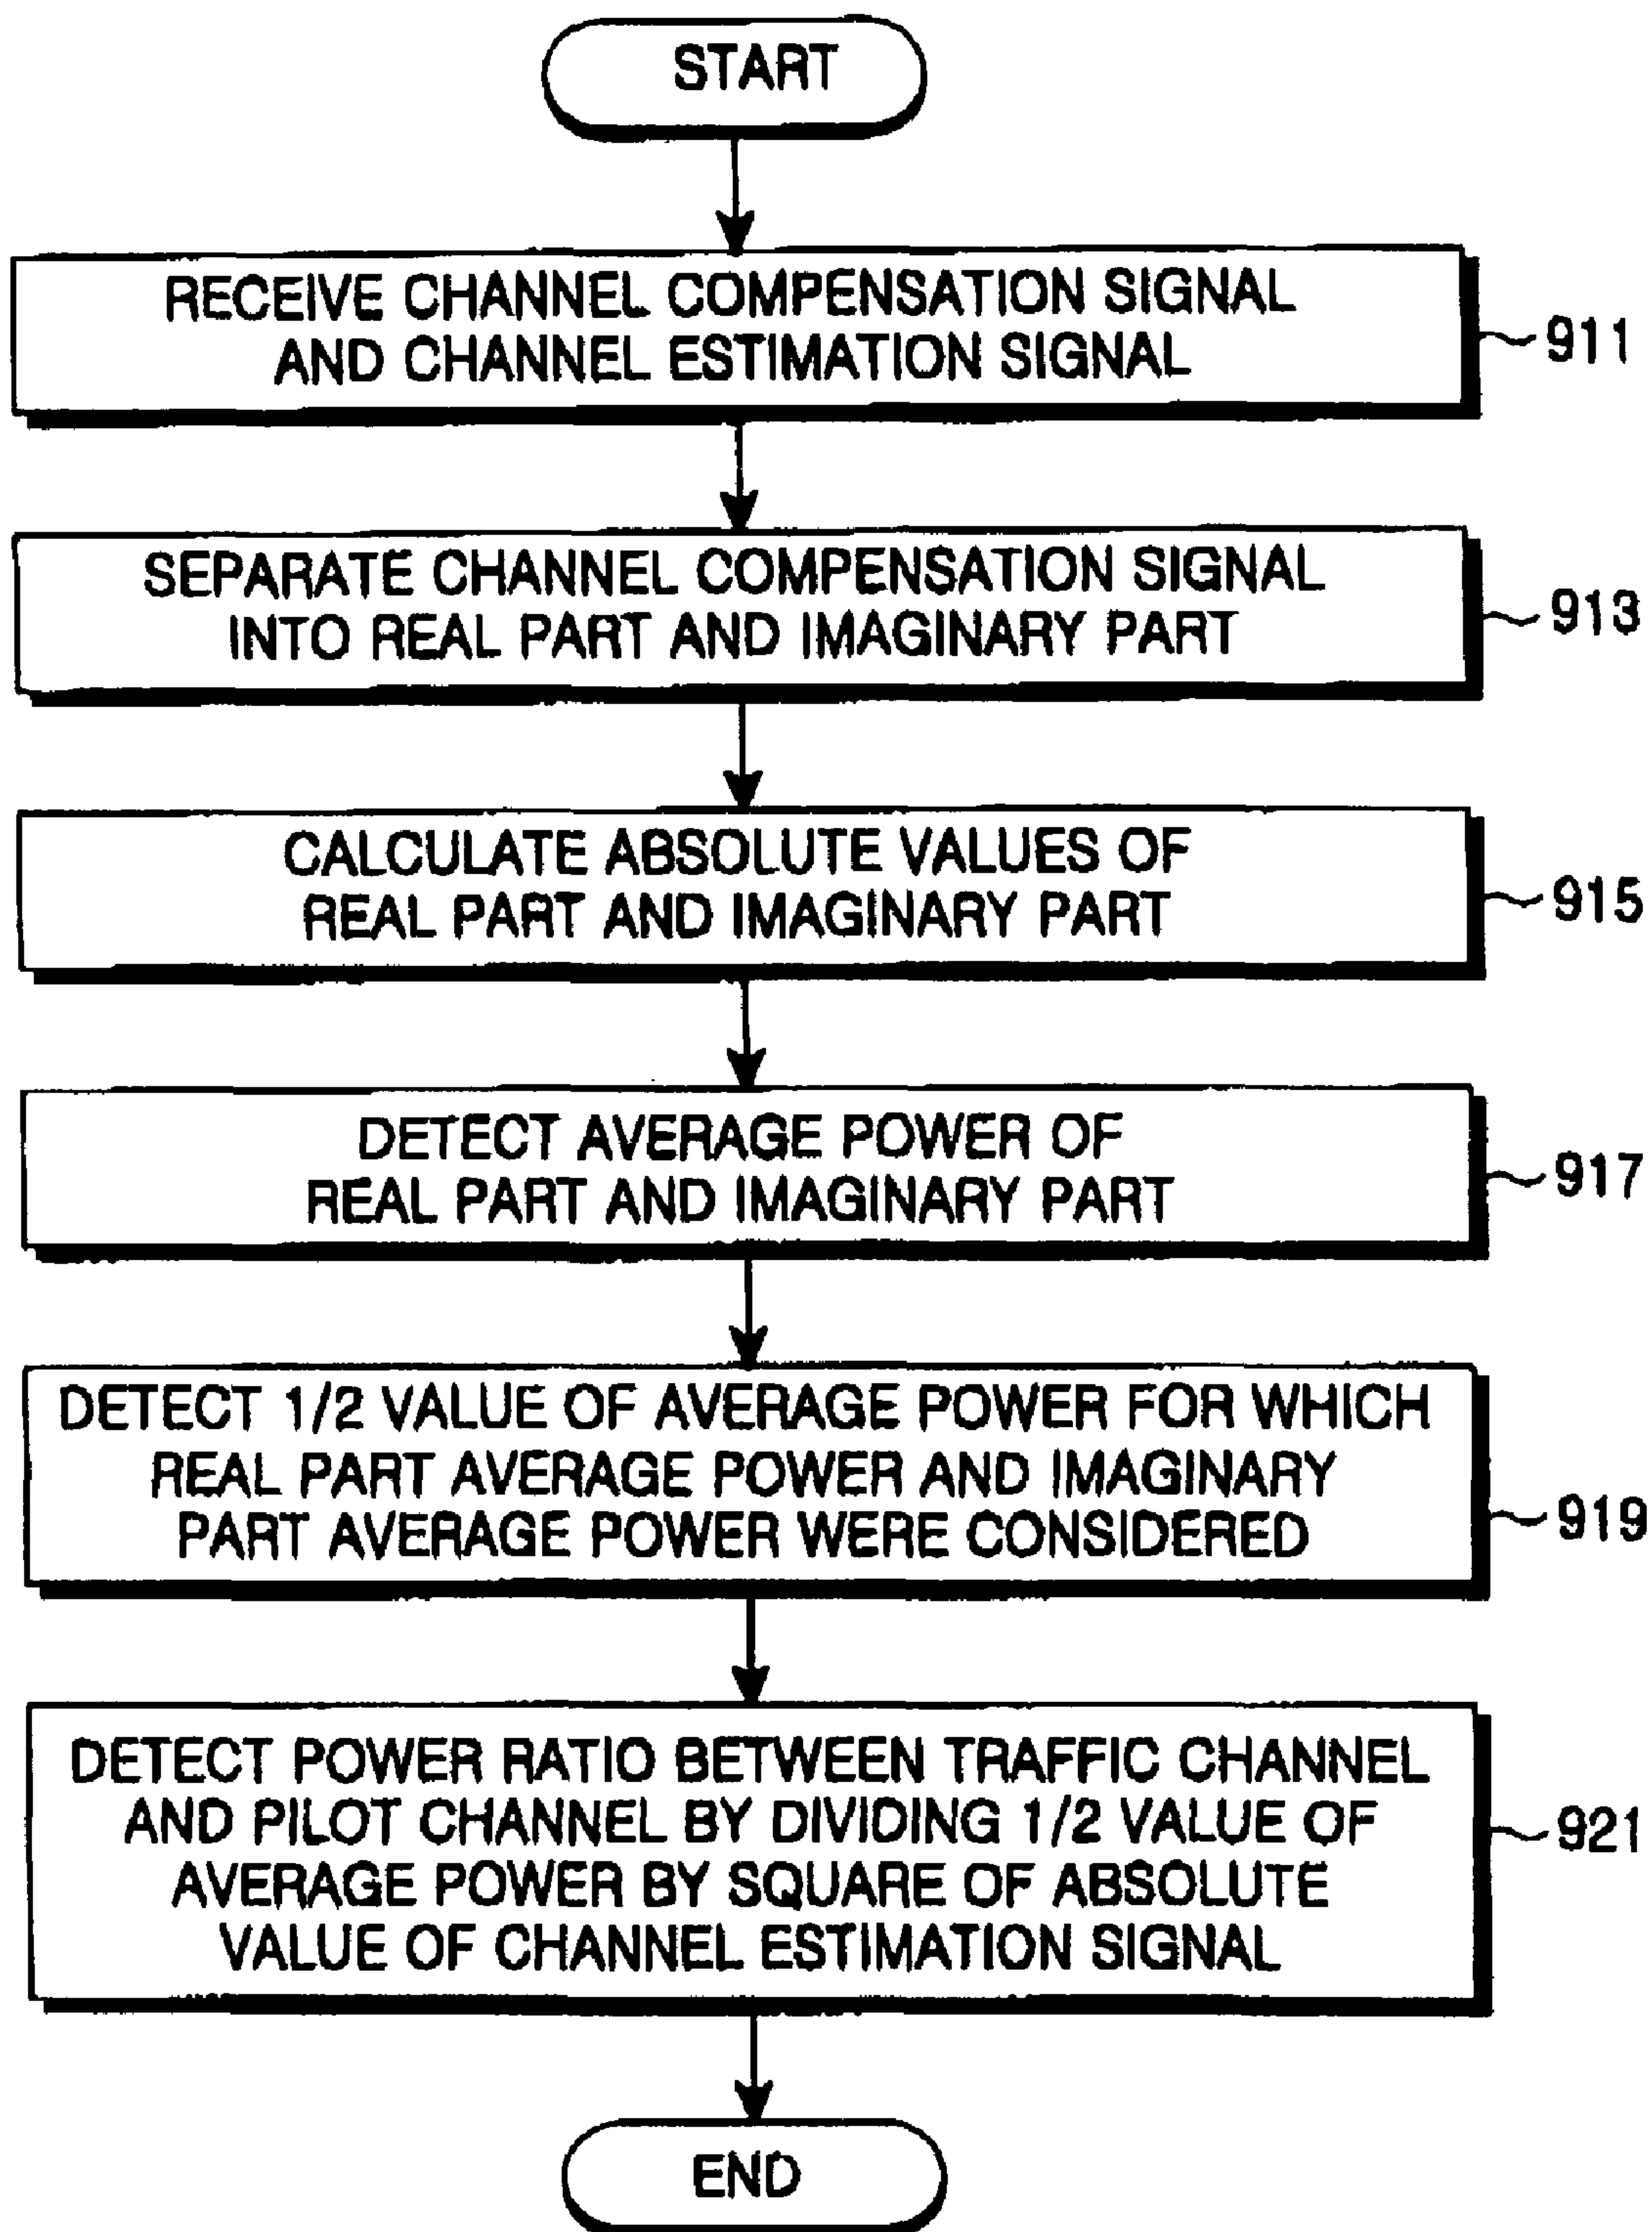 START
RECEIVE CHANNEL COMPENSATION SIGNAL
AND CHANNEL ESTIMATION SIGNAL
911
SEPARATE CHANNEL COMPENSATION SIGNAL
INTO REAL PART AND IMAGINARY PART
913
CALCULATE ABSOLUTE VALUES OF
REAL PART AND IMAGINARY PART
915
DETECT AVERAGE POWER OF
REAL PART AND IMAGINARY PART
917
DETECT 1/2 VALUE OF AVERAGE POWER FOR WHICH
REAL PART AVERAGE POWER AND IMAGINARY
PART AVERAGE POWER WERE CONSIDERED
919
DETECT POWER RATIO BETWEEN TRAFFIC CHANNEL
AND PILOT CHANNEL BY DIVIDING 1/2 VALUE OF
AVERAGE POWER BY SQUARE OF ABSOLUTE
VALUE OF CHANNEL ESTIMATION SIGNAL
921
END